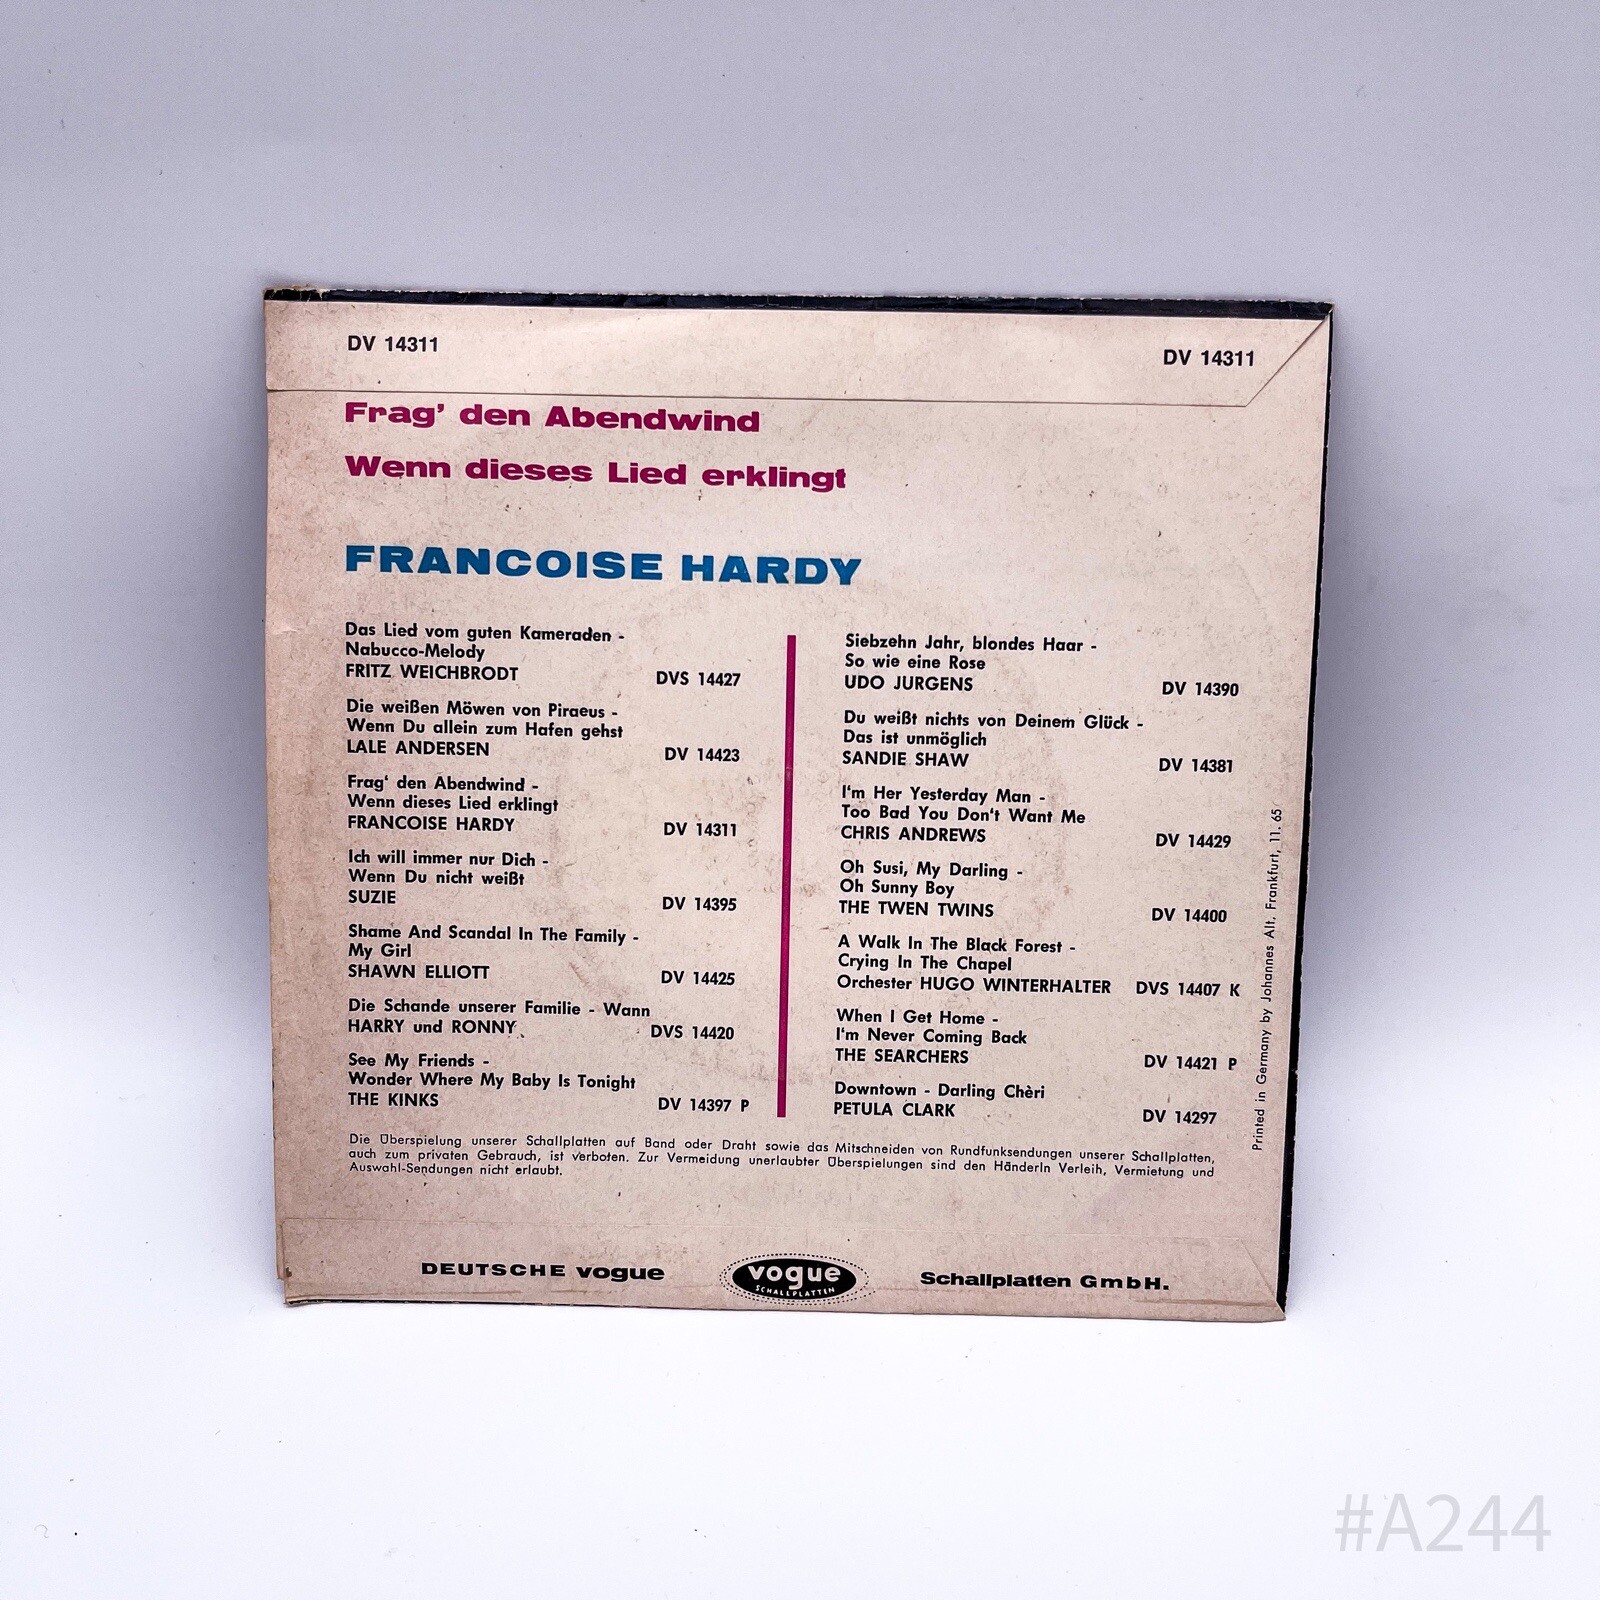 DV 14311
DV 14311
Frag' den Abendwind
Wenn dieses Lied erklingt
FRANCOISE HARDY
Das Lied vom guten Kameraden -
Nabucco-Melody
FRITZ WEICHBRODT DVS 14427
Die weißen Möwen von Piraeus -
Wenn Du allein zum Hafen gehst
LALE ANDERSEN DV 14423
Frag' den Abendwind -
Wenn dieses Lied erklingt
FRANCOISE HARDY DV 14311
Ich will immer nur Dich -
Wenn Du nicht weißt
SUZIE DV 14395
Shame And Scandal In The Family -
My Girl
SHAWN ELLIOTT DV 14425
Die Schande unserer Familie - Wann
HARRY und RONNY DVS 14420
See My Friends -
Wonder Where My Baby Is Tonight
THE KINKS DV 14397 P
Siebzehn Jahr, blondes Haar -
So wie eine Rose
UDO JURGENS DV 14390
Du weißt nichts von Deinem Glück -
Das ist unmöglich
SANDIE SHAW DV 14381
I'm Her Yesterday Man -
Too Bad You Don't Want Me
CHRIS ANDREWS DV 14429
Oh Susi, My Darling -
Oh Sunny Boy
THE TWEN TWINS DV 14400
A Walk In The Black Forest -
Crying In The Chapel
Orchester HUGO WINTERHALTER DVS 14407 K
When I Get Home -
I'm Never Coming Back
THE SEARCHERS DV 14421 P
Downtown - Darling Chèri
PETULA CLARK DV 14297
Printed in Germany by Johannes Alt, Frankfurt, 11. 65
Die Überspielung unserer Schallplatten auf Band oder Draht sowie das Mitschneiden von Rundfunksendungen unserer Schallplatten,
auch zum privaten Gebrauch, ist verboten. Zur Vermeidung unerlaubter Überspielungen sind den Händerln Verleih, Vermietung und
Auswahl-Sendungen nicht erlaubt.
DEUTSCHE vogue
vogue
SCHALLPLATTEN
Schallplatten GmbH.
#A244